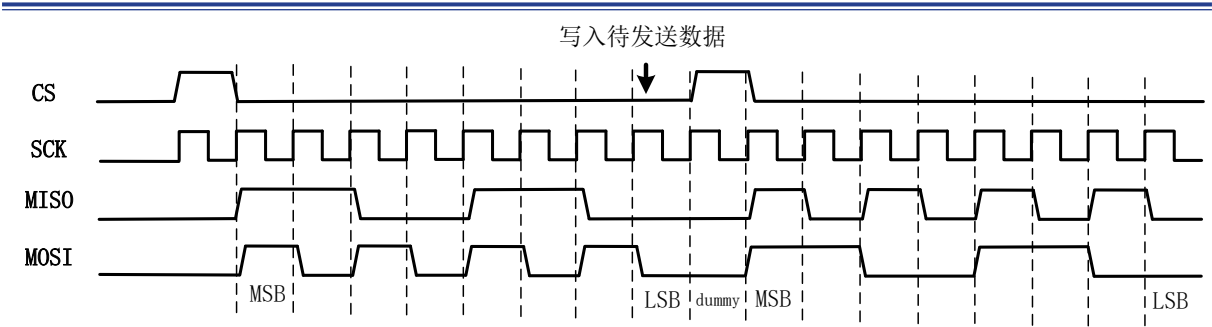 写入待发送数据
CS
SCK
MISO
MOSI
MSB LSB dummy MSB LSB